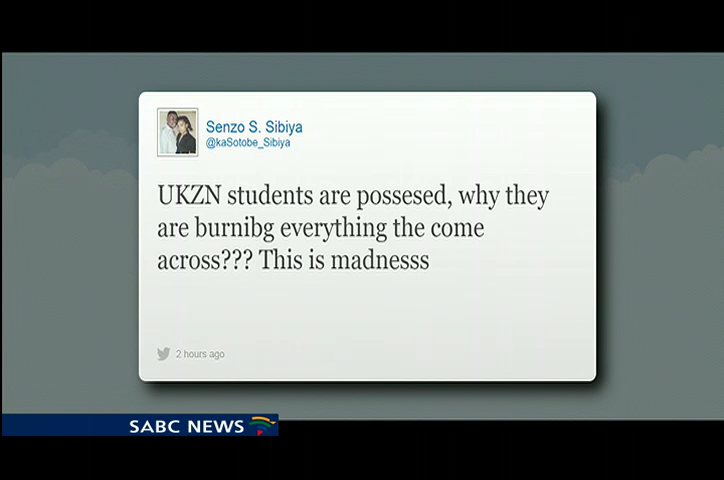 Senzo S. Sibiya
@kaSotobe_Sibiya
UKZN students are possesed, why they
are burnibg everything the come
across??? This is madnesss
2 hours ago
SABC NEWS